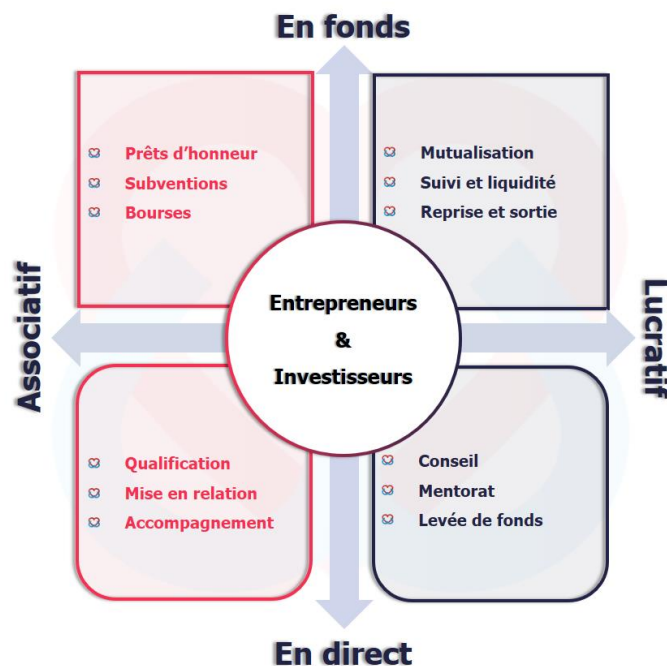 En fonds
Prêts d’honneur
Subventions
Bourses
Mutualisation
Suivi et liquidité
Reprise et sortie
Associatif
Entrepreneurs
&
Investisseurs
Lucratif
Qualification
Mise en relation
Accompagnement
Conseil
Mentorat
Levée de fonds
En direct